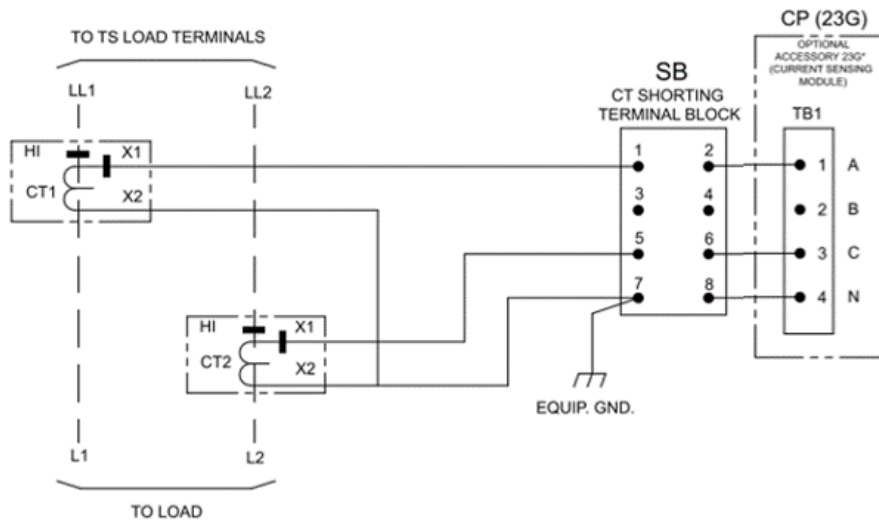 CP (23G)
TO TS LOAD TERMINALS
OPTIONAL
ACCESSORY 23G*
(CURRENT SENSING
MODULE)
SB
CT SHORTING
TERMINAL BLOCK
LL1
LL2
TB1
HI
X1
CT1
X2
1
2
3
4
5
6
7
8
1 A
2 B
3 C
4 N
HI
X1
CT2
X2
EQUIP. GND.
L1
L2
TO LOAD